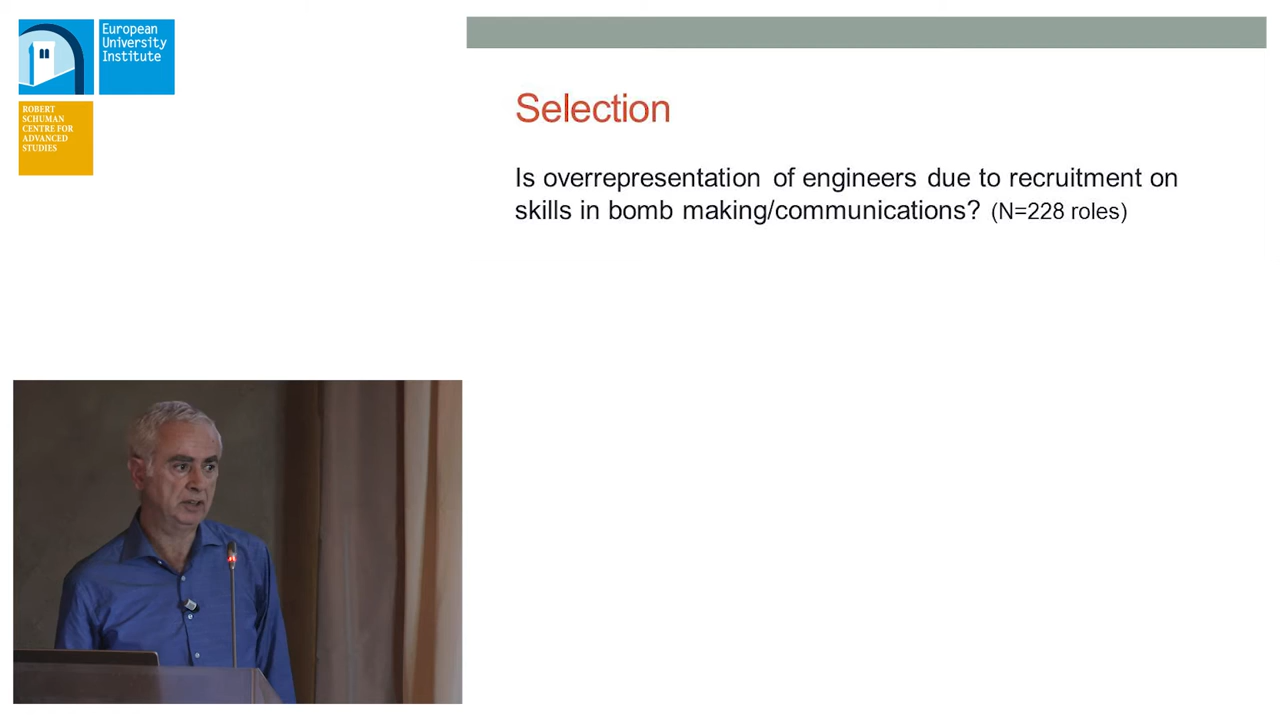 European
University
Institute
ROBERT
SCHUMAN
CENTRE FOR
ADVANCED
STUDIES
Selection
Is overrepresentation of engineers due to recruitment on
skills in bomb making/communications? (N=228 roles)